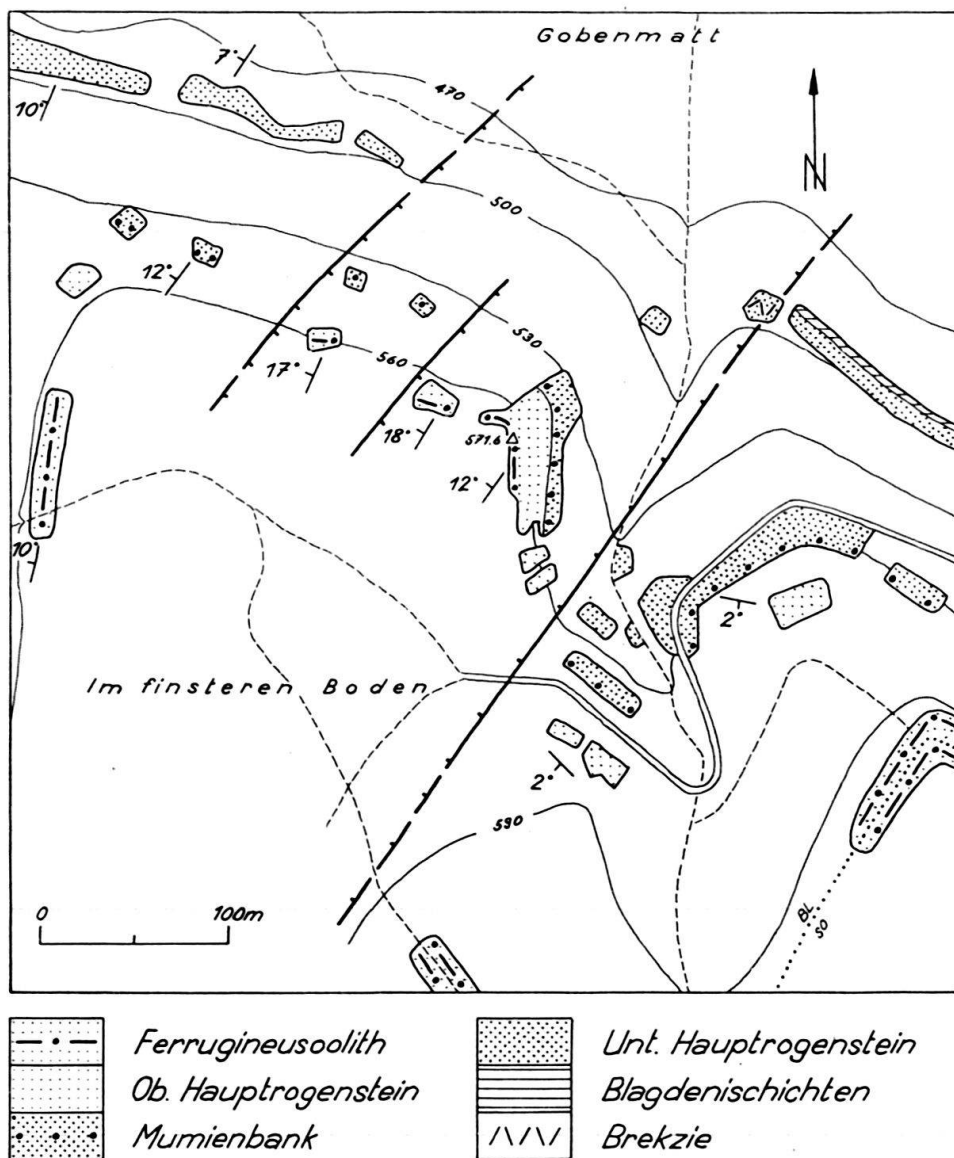 Gobenmatt
7°
470
10°
N
500
12°
530
560
17°
18°
571.6
12°
10
2°
Im finsteren Boden
2°
590
0 100m
BL
SO
Ferrugineusoolith
Ob. Hauptrogenstein
Mumienbank
Unt. Hauptrogenstein
Blagdenischichten
Brekzie